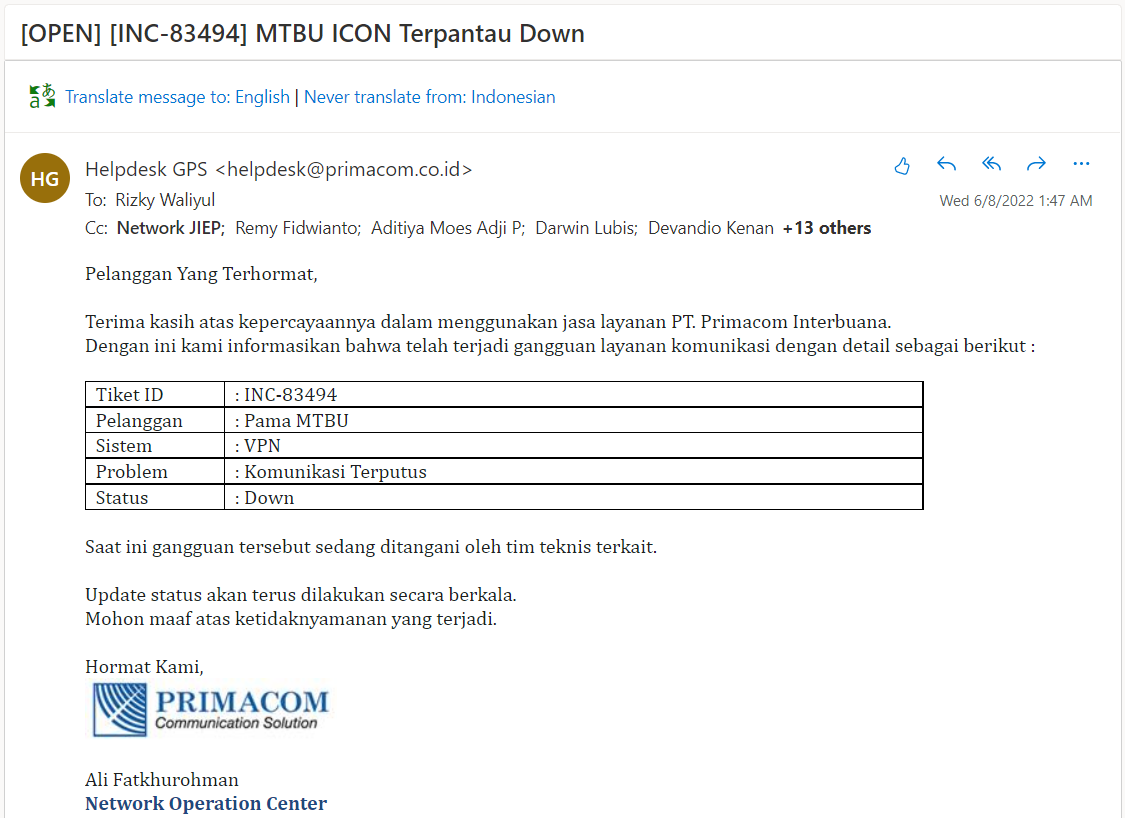 [OPEN] [INC-83494] MTBU ICON Terpantau Down
Translate message to: English | Never translate from: Indonesian
HG
Helpdesk GPS <helpdesk@primacom.co.id>
To: Rizky Waliyul
Wed 6/8/2022 1:47 AM
Cc: Network JIEP; Remy Fidwianto; Aditiya Moes Adji P; Darwin Lubis; Devandio Kenan +13 others
Pelanggan Yang Terhormat,
Terima kasih atas kepercayaannya dalam menggunakan jasa layanan PT. Primacom Interbuana.
Dengan ini kami informasikan bahwa telah terjadi gangguan layanan komunikasi dengan detail sebagai berikut :
Tiket ID : INC-83494
Pelanggan : Pama MTBU
Sistem : VPN
Problem : Komunikasi Terputus
Status : Down
Saat ini gangguan tersebut sedang ditangani oleh tim teknis terkait.
Update status akan terus dilakukan secara berkala.
Mohon maaf atas ketidaknyamanan yang terjadi.
Hormat Kami,
PRIMACOM
Communication Solution
Ali Fatkhurohman
Network Operation Center